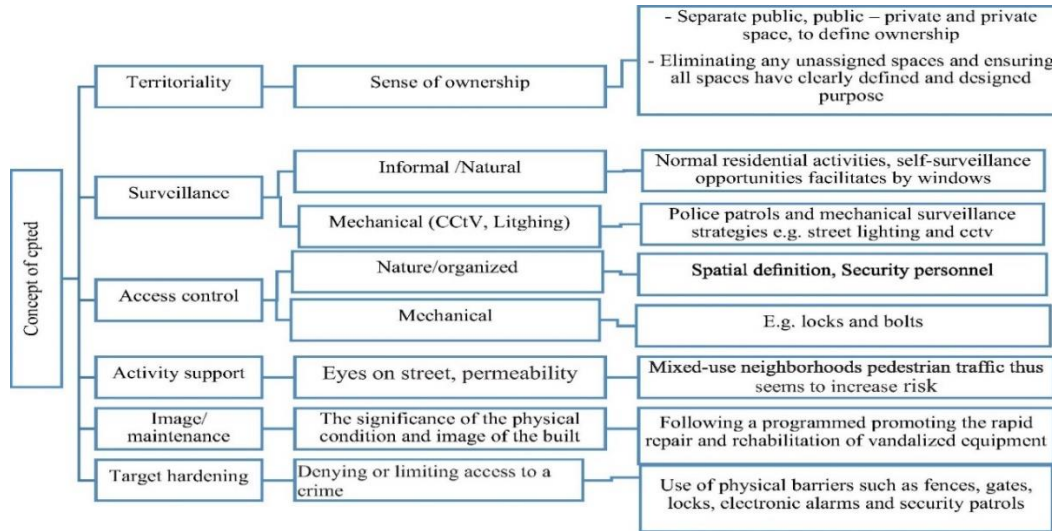 Concept of cpted
Territoriality
Sense of ownership
- Separate public, public – private and private
space, to define ownership
- Eliminating any unassigned spaces and ensuring
all spaces have clearly defined and designed
purpose
Surveillance
Informal /Natural
Normal residential activities, self-surveillance
opportunities facilitates by windows
Mechanical (CCtV, Litghing)
Police patrols and mechanical surveillance
strategies e.g. street lighting and cctv
Access control
Nature/organized
Spatial definition, Security personnel
Mechanical
E.g. locks and bolts
Activity support
Eyes on street, permeability
Mixed-use neighborhoods pedestrian traffic thus
seems to increase risk
Image/
maintenance
The significance of the physical
condition and image of the built
Following a programmed promoting the rapid
repair and rehabilitation of vandalized equipment
Target hardening
Denying or limiting access to a
crime
Use of physical barriers such as fences, gates,
locks, electronic alarms and security patrols